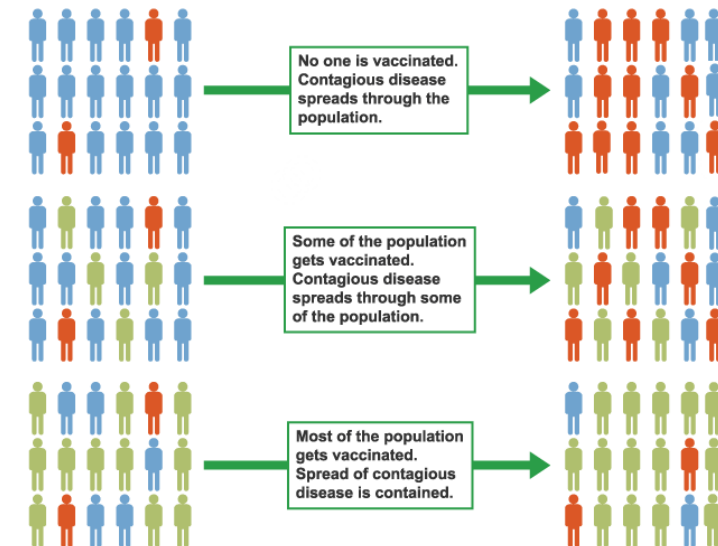 No one is vaccinated.
Contagious disease
spreads through the
population.
Some of the population
gets vaccinated.
Contagious disease
spreads through some
of the population.
Most of the population
gets vaccinated.
Spread of contagious
disease is contained.